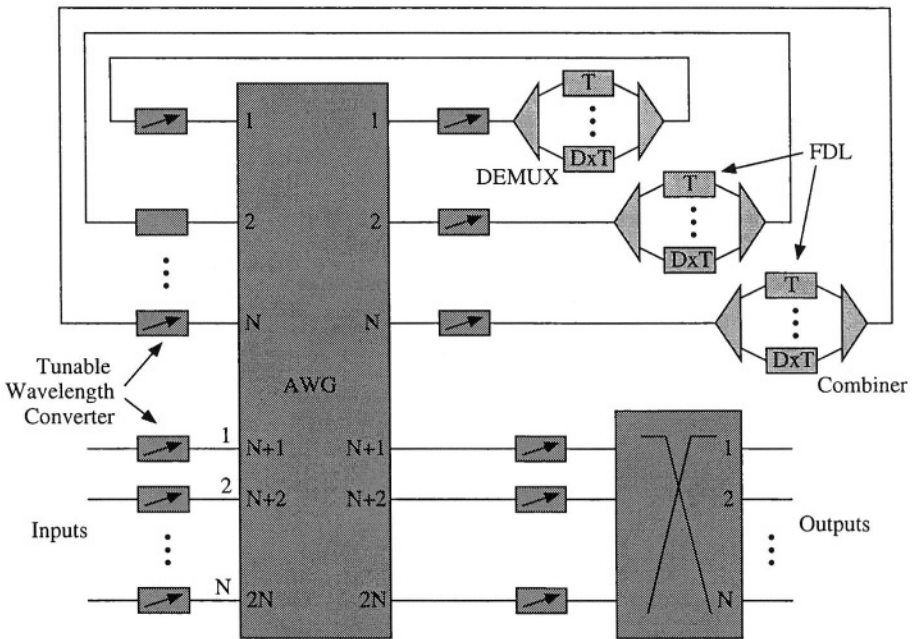 T
1
1
DxT
DEMUX
FDL
T
2
2
DxT
T
N
N
DxT
Combiner
Tunable
Wavelength
Converter
AWG
1
N+1
N+1
1
2
N+2
N+2
2
Inputs
Outputs
N
2N
2N
N